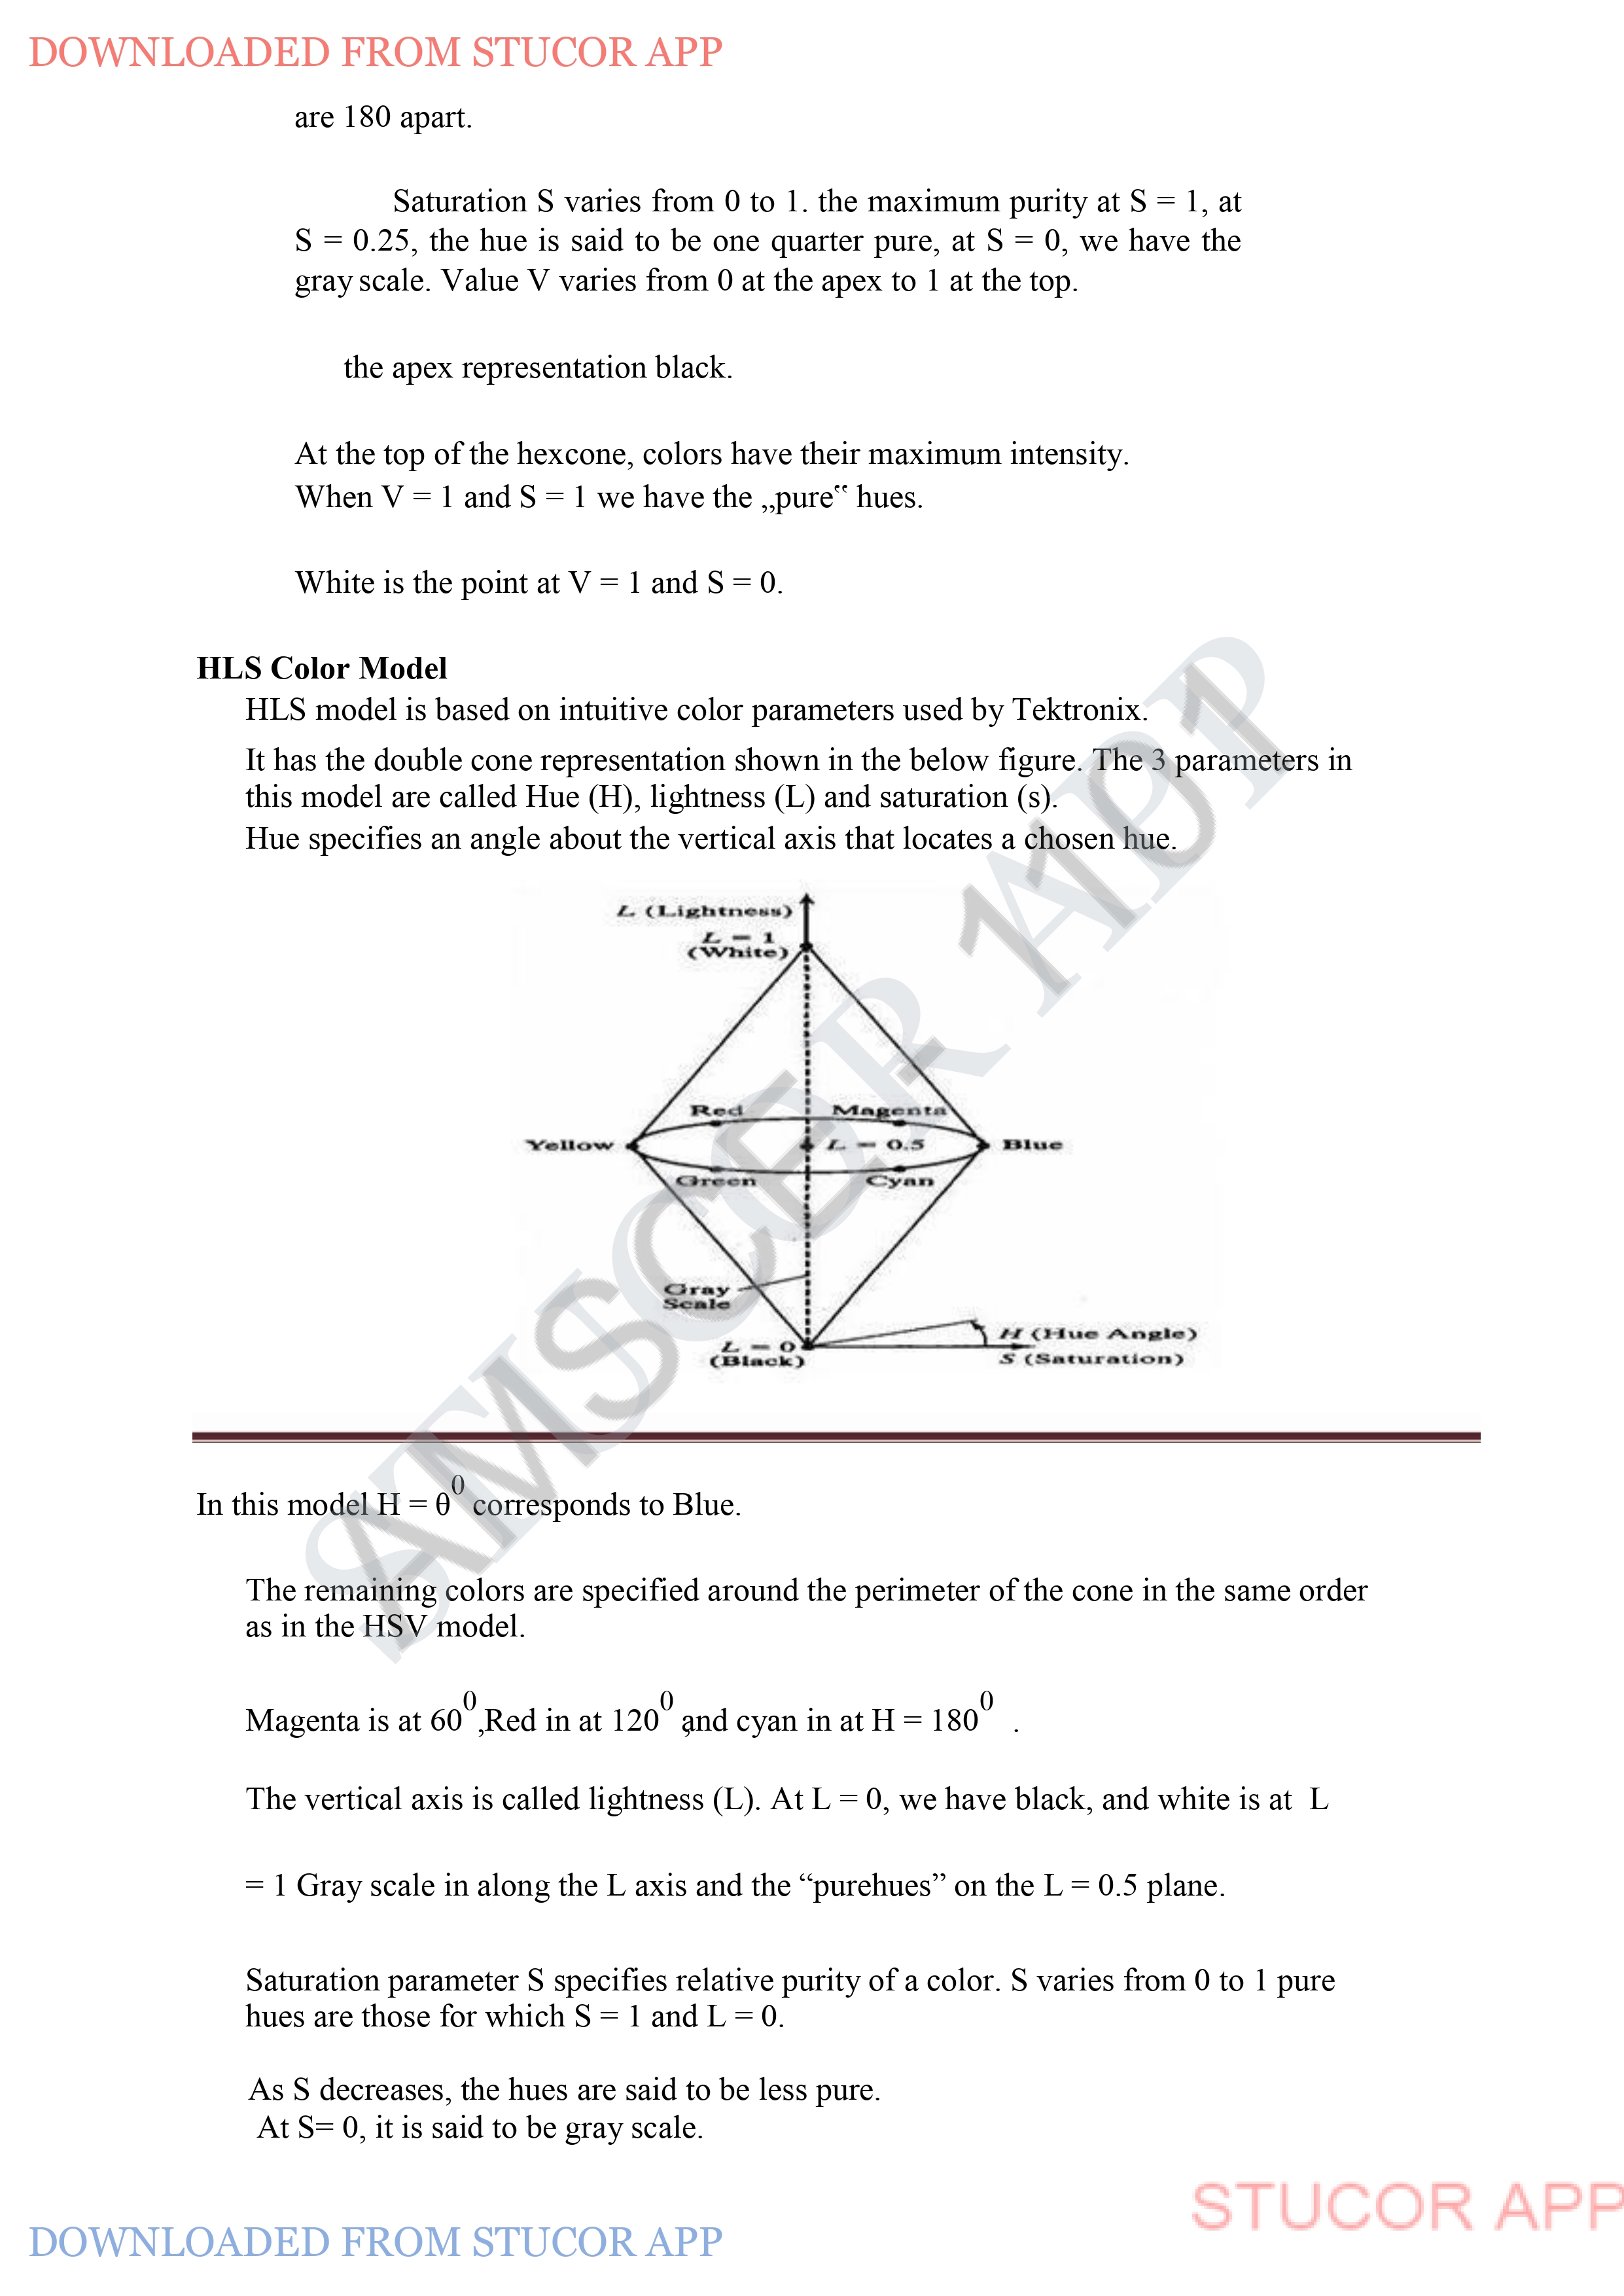 DOWNLOADED FROM STUCOR APP
are 180 apart.
Saturation S varies from 0 to 1. the maximum purity at S = 1, at
S = 0.25, the hue is said to be one quarter pure, at S = 0, we have the
gray scale. Value V varies from 0 at the apex to 1 at the top.
the apex representation black.
At the top of the hexcone, colors have their maximum intensity.
When V = 1 and S = 1 we have the „pure‟ hues.
White is the point at V = 1 and S = 0.
HLS Color Model
HLS model is based on intuitive color parameters used by Tektronix.
It has the double cone representation shown in the below figure. The 3 parameters in
this model are called Hue (H), lightness (L) and saturation (s).
Hue specifies an angle about the vertical axis that locates a chosen hue.
L (Lightness)
L = 1
(White)
Red Magenta
Yellow L = 0.5 Blue
Green Cyan
Gray
Scale
L = 0
(Black)
H (Hue Angle)
S (Saturation)
STUCOR APP
AMSCE-1101
In this model H = θ⁰ corresponds to Blue.
The remaining colors are specified around the perimeter of the cone in the same order
as in the HSV model.
Magenta is at 60⁰,Red in at 120⁰,and cyan in at H = 180⁰ .
The vertical axis is called lightness (L). At L = 0, we have black, and white is at L
= 1 Gray scale in along the L axis and the “purehues” on the L = 0.5 plane.
Saturation parameter S specifies relative purity of a color. S varies from 0 to 1 pure
hues are those for which S = 1 and L = 0.
As S decreases, the hues are said to be less pure.
At S= 0, it is said to be gray scale.
STUCOR APP
DOWNLOADED FROM STUCOR APP